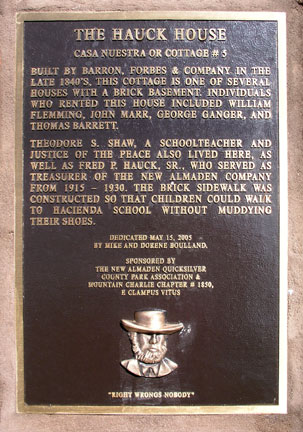 THE HAUCK HOUSE
CASA NUESTRA OR COTTAGE # 5
BUILT BY BARRON, FORBES & COMPANY IN THE
LATE 1840'S, THIS COTTAGE IS ONE OF SEVERAL
HOUSES WITH A BRICK BASEMENT. INDIVIDUALS
WHO RENTED THIS HOUSE INCLUDED WILLIAM
FLEMMING, JOHN MARR, GEORGE GANGER, AND
THOMAS BARRETT.
THEODORE S. SHAW, A SCHOOLTEACHER AND
JUSTICE OF THE PEACE ALSO LIVED HERE, AS
WELL AS FRED P. HAUCK, SR., WHO SERVED AS
TREASURER OF THE NEW ALMADEN COMPANY
FROM 1915 – 1930. THE BRICK SIDEWALK WAS
CONSTRUCTED SO THAT CHILDREN COULD WALK
TO HACIENDA SCHOOL WITHOUT MUDDYING
THEIR SHOES.
DEDICATED MAY 15, 2005
BY MIKE AND DORENE BOULLAND.
SPONSORED BY
THE NEW ALMADEN QUICKSILVER
COUNTY PARK ASSOCIATION &
MOUNTAIN CHARLIE CHAPTER # 1850,
E CLAMPUS VITUS
"RIGHT WRONGS NOBODY"